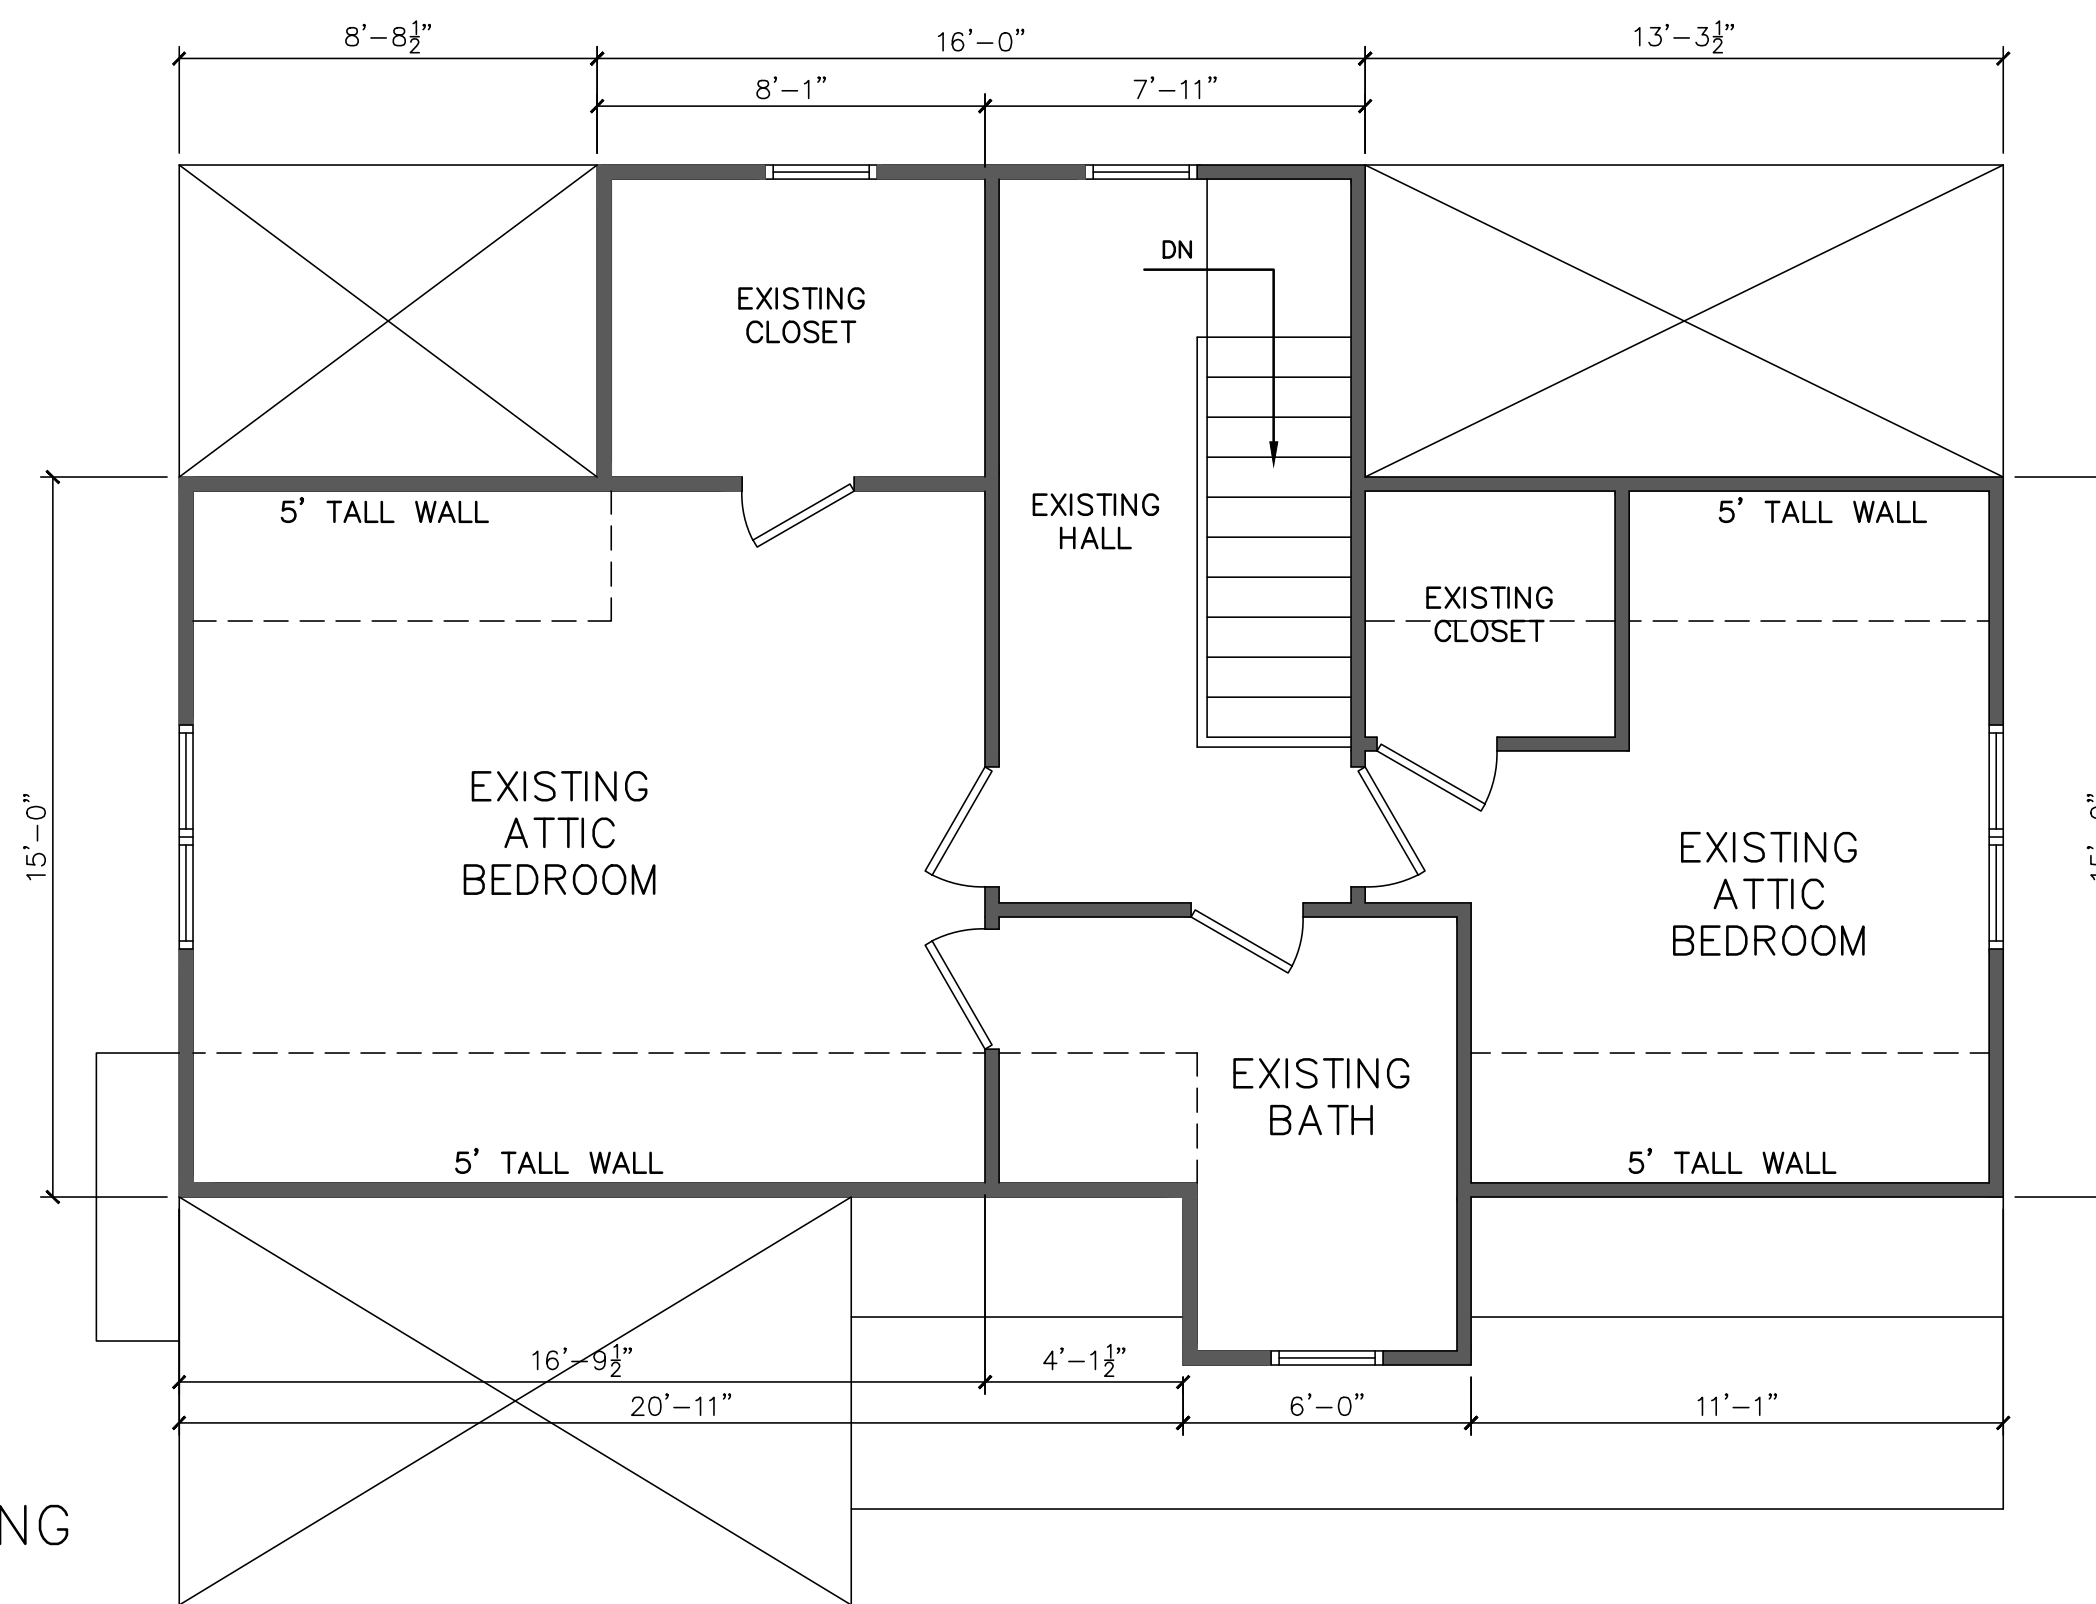 8'-8½"
16'-0"
13'-3½"
8'-1"
7'-11"
DN
EXISTING
CLOSET
5' TALL WALL
5' TALL WALL
EXISTING
HALL
EXISTING
CLOSET
EXISTING
ATTIC
BEDROOM
15'-0"
EXISTING
ATTIC
BEDROOM
EXISTING
BATH
5' TALL WALL
5' TALL WALL
16'-9½"
4'-1½"
20'-11"
6'-0"
11'-1"
NG